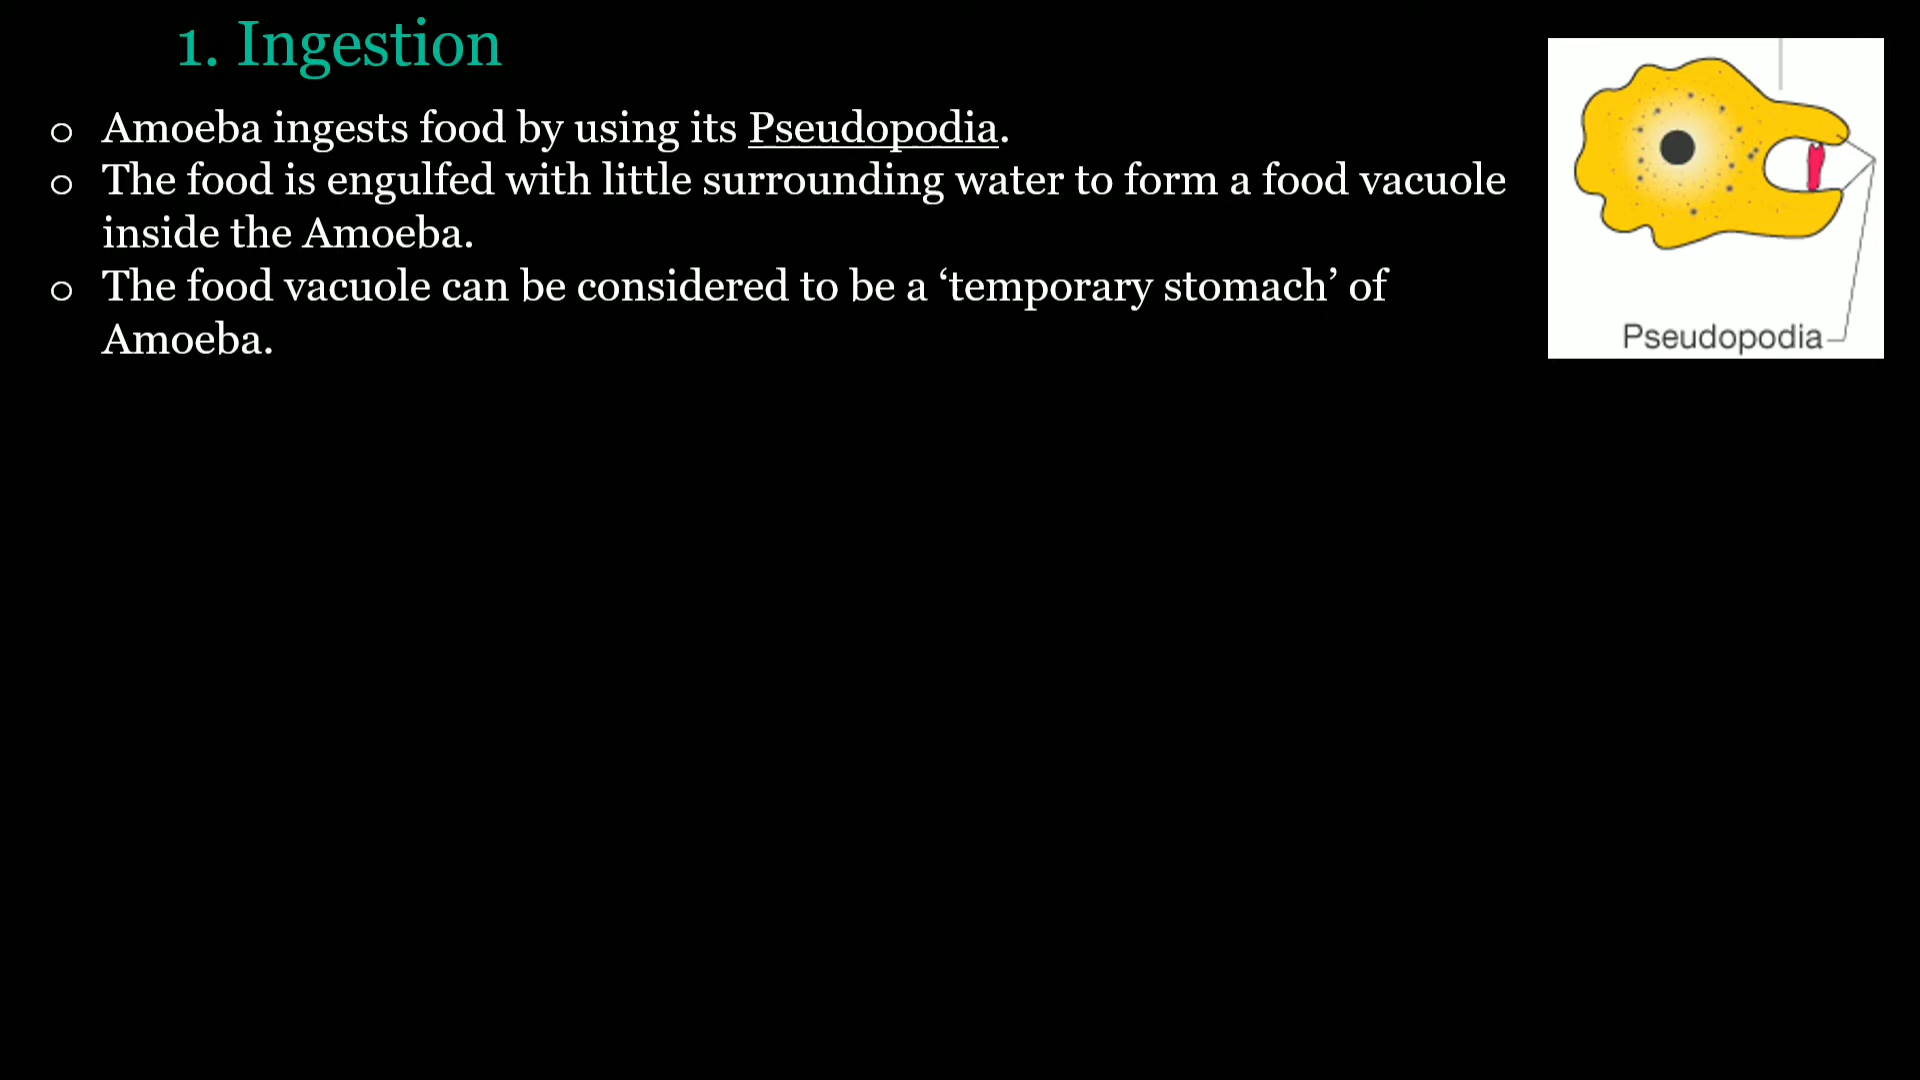 1. Ingestion
o Amoeba ingests food by using its Pseudopodia.
o The food is engulfed with little surrounding water to form a food vacuole
inside the Amoeba.
o The food vacuole can be considered to be a ‘temporary stomach’ of
Amoeba.
Pseudopodia